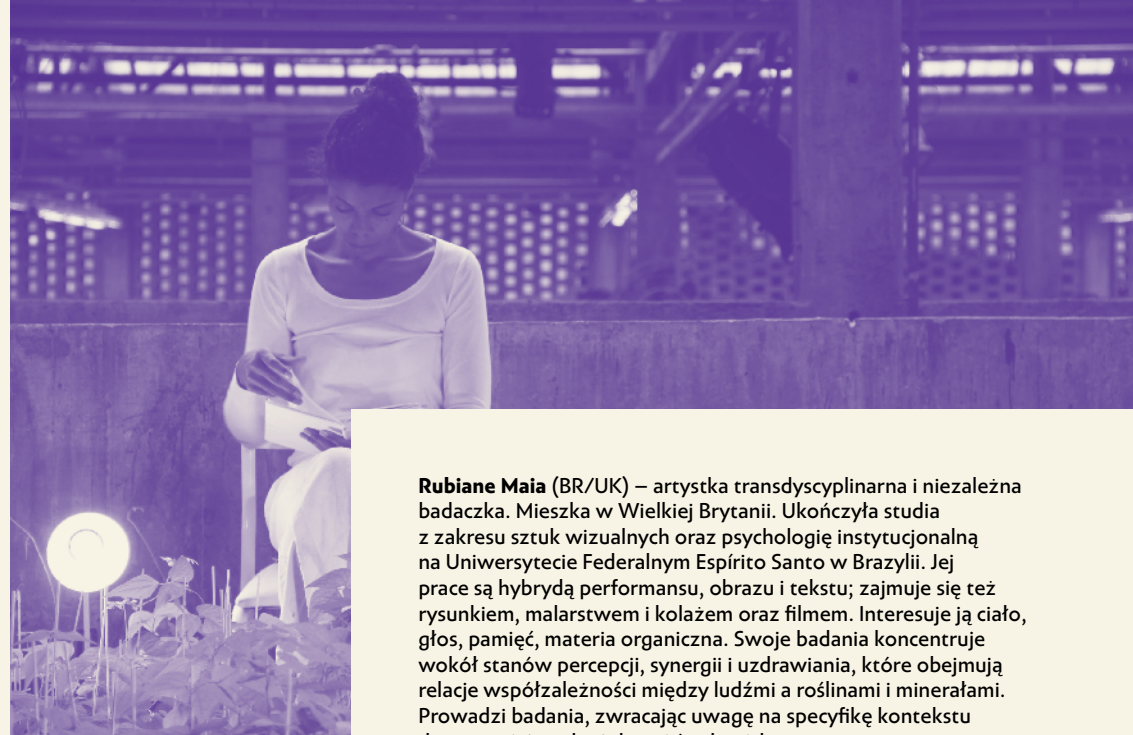 Rubiane Maia (BR/UK) – artystka transdyscyplinarna i niezależna
badaczka. Mieszka w Wielkiej Brytanii. Ukończyła studia
z zakresu sztuk wizualnych oraz psychologię instytucjonalną
na Uniwersytecie Federalnym Espírito Santo w Brazylii. Jej
prace są hybrydą performansu, obrazu i tekstu; zajmuje się też
rysunkiem, malarstwem i kolażem oraz filmem. Interesuje ją ciało,
głos, pamięć, materia organiczna. Swoje badania koncentruje
wokół stanów percepcji, synergii i uzdrawiania, które obejmują
relacje współzależności między ludźmi a roślinami i minerałami.
Prowadzi badania, zwracając uwagę na specyfikę kontekstu